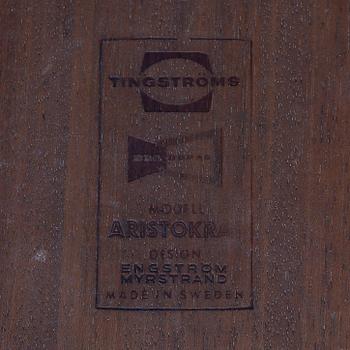 TINGSTRÖMS
MODELL
ARISTOKRA
DESIGN
ENGSTRÖM
MYRSTRAND
MADE IN SWEDEN